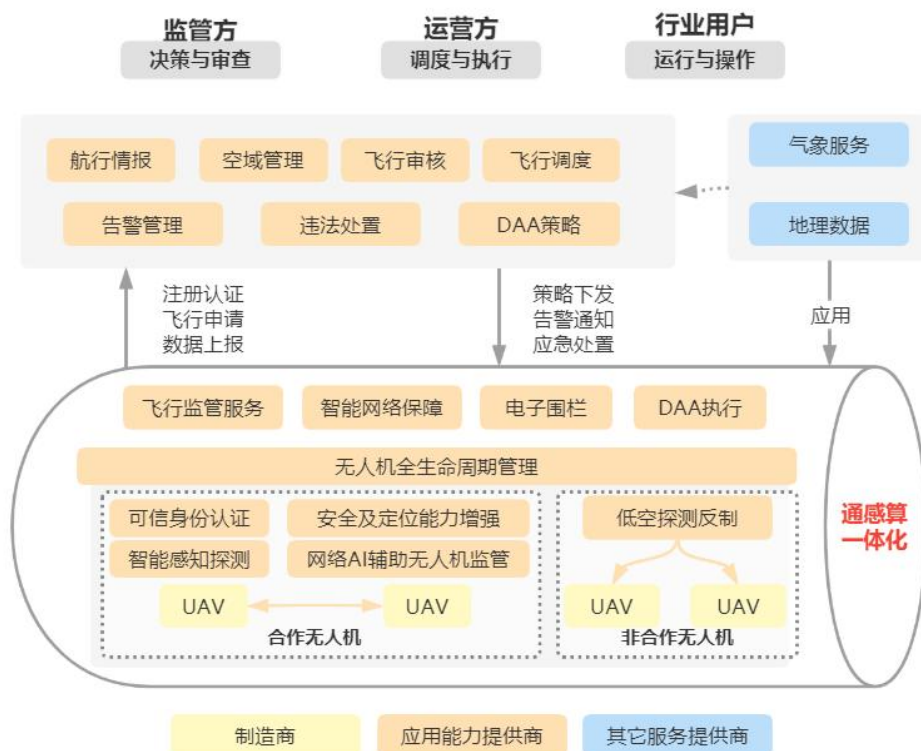 监管方
运营方
行业用户
决策与审查
调度与执行
运行与操作
航行情报
空域管理
飞行审核
飞行调度
气象服务
告警管理
违法处置
DAA策略
地理数据
注册认证
飞行申请
数据上报
策略下发
告警通知
应急处置
应用
飞行监管服务
智能网络保障
电子围栏
DAA执行
无人机全生命周期管理
可信身份认证
安全及定位能力增强
智能感知探测
网络AI辅助无人机监管
UAV
UAV
合作无人机
低空探测反制
UAV
UAV
非合作无人机
通感算
一体化
制造商
应用能力提供商
其它服务提供商